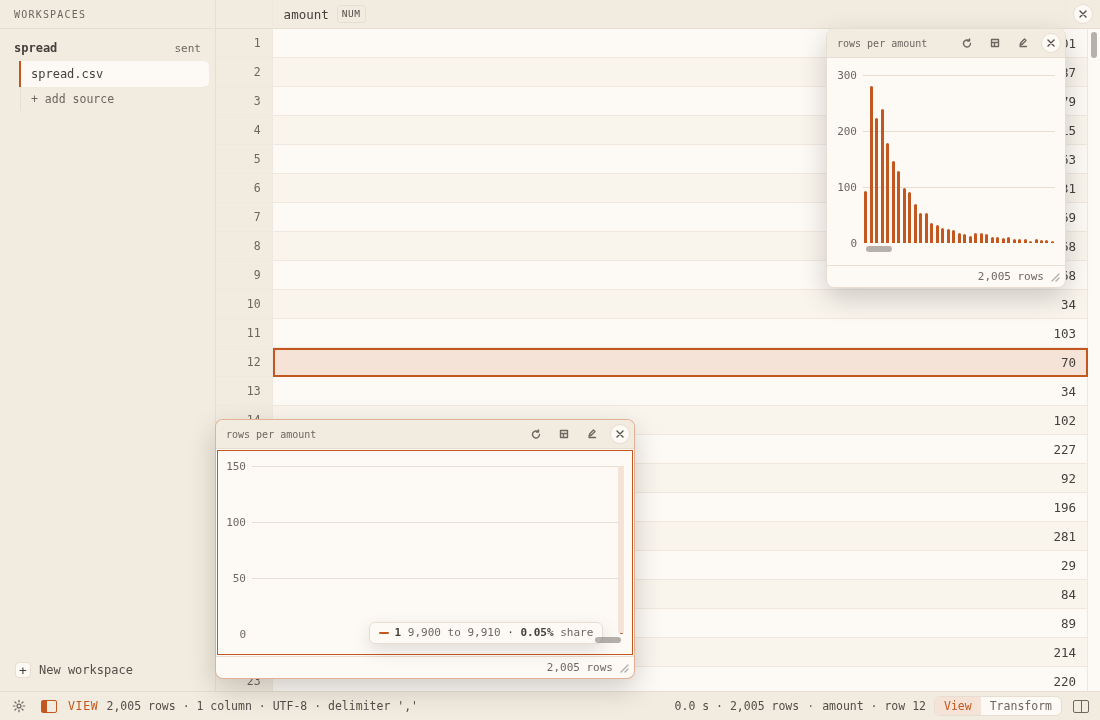 WORKSPACES
spread sent
spread.csv
+ add source
+ New workspace
amount NUM
1
2
3
4
5
6
7
8
9
10 34
11 103
12 70
13 34
102
227
92
196
281
29
84
89
214
23 220
rows per amount
300
200
100
0
2,005 rows
rows per amount
150
100
50
0
1 9,900 to 9,910 · 0.05% share
2,005 rows
VIEW 2,005 rows · 1 column · UTF-8 · delimiter ','
0.0 s · 2,005 rows · amount · row 12 View Transform